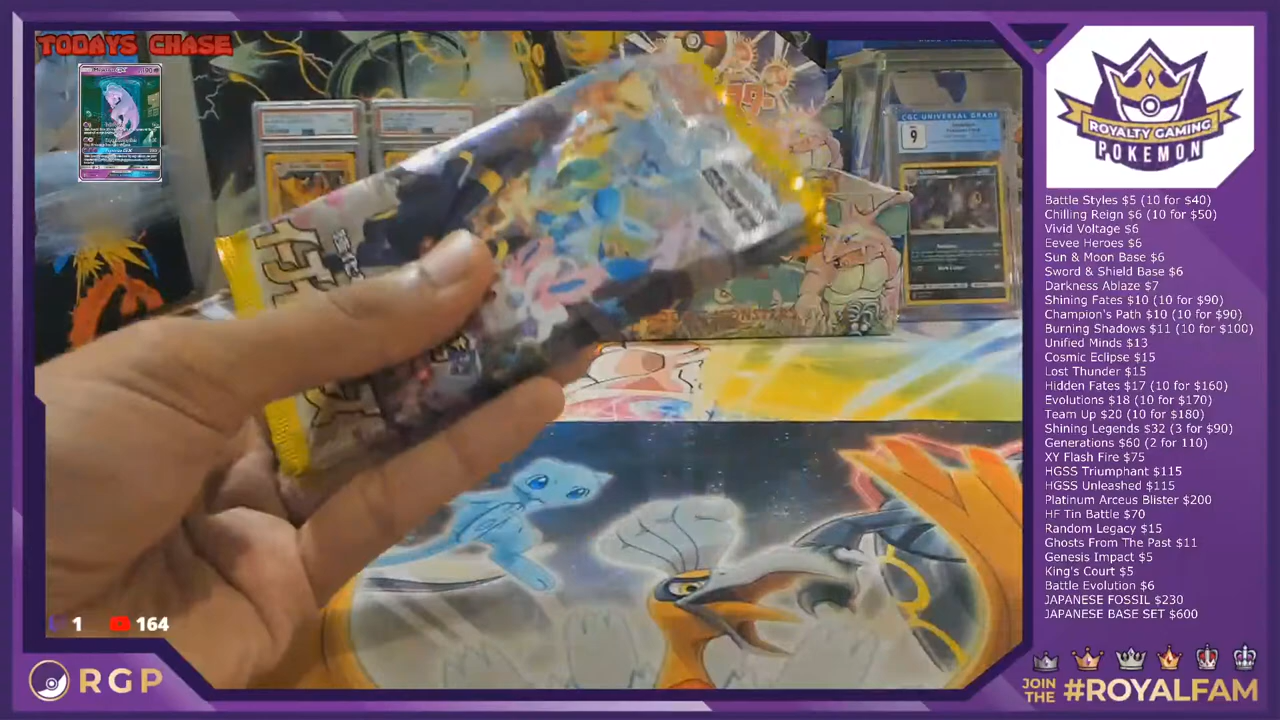 TODAYS CHASE
CGC UNIVERSAL GRADE
9
ROYALTY GAMING
POKEMON
Battle Styles $5 (10 for $40)
Chilling Reign $6 (10 for $50)
Vivid Voltage $6
Eevee Heroes $6
Sun & Moon Base $6
Sword & Shield Base $6
Darkness Ablaze $7
Shining Fates $10 (10 for $90)
Champion's Path $10 (10 for $90)
Burning Shadows $11 (10 for $100)
Unified Minds $13
Cosmic Eclipse $15
Lost Thunder $15
Hidden Fates $17 (10 for $160)
Evolutions $18 (10 for $170)
Team Up $20 (10 for $180)
Shining Legends $32 (3 for $90)
Generations $60 (2 for 110)
XY Flash Fire $75
HGSS Triumphant $115
HGSS Unleashed $115
Platinum Arceus Blister $200
HF Tin Battle $70
Random Legacy $15
Ghosts From The Past $11
Genesis Impact $5
King's Court $5
Battle Evolution $6
JAPANESE FOSSIL $230
JAPANESE BASE SET $600
1 164
RGP
JOIN
THE #ROYALFAM